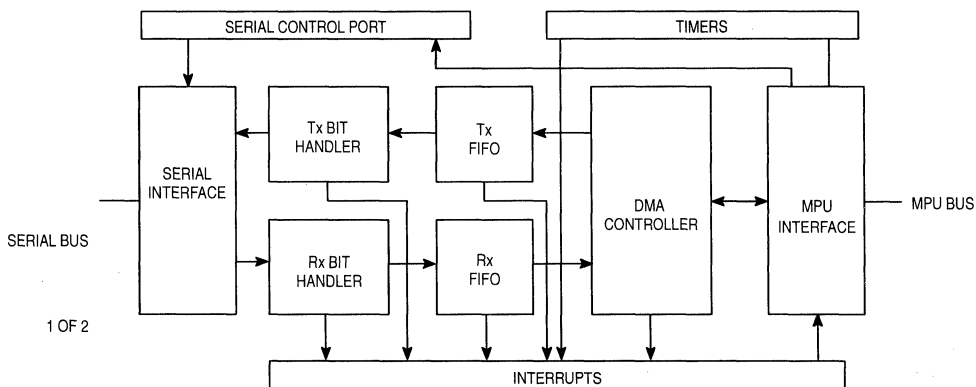 SERIAL CONTROL PORT
TIMERS
Tx BIT
HANDLER
Tx
FIFO
SERIAL
INTERFACE
DMA
CONTROLLER
MPU
INTERFACE
MPU BUS
SERIAL BUS
Rx BIT
HANDLER
Rx
FIFO
1 OF 2
INTERRUPTS